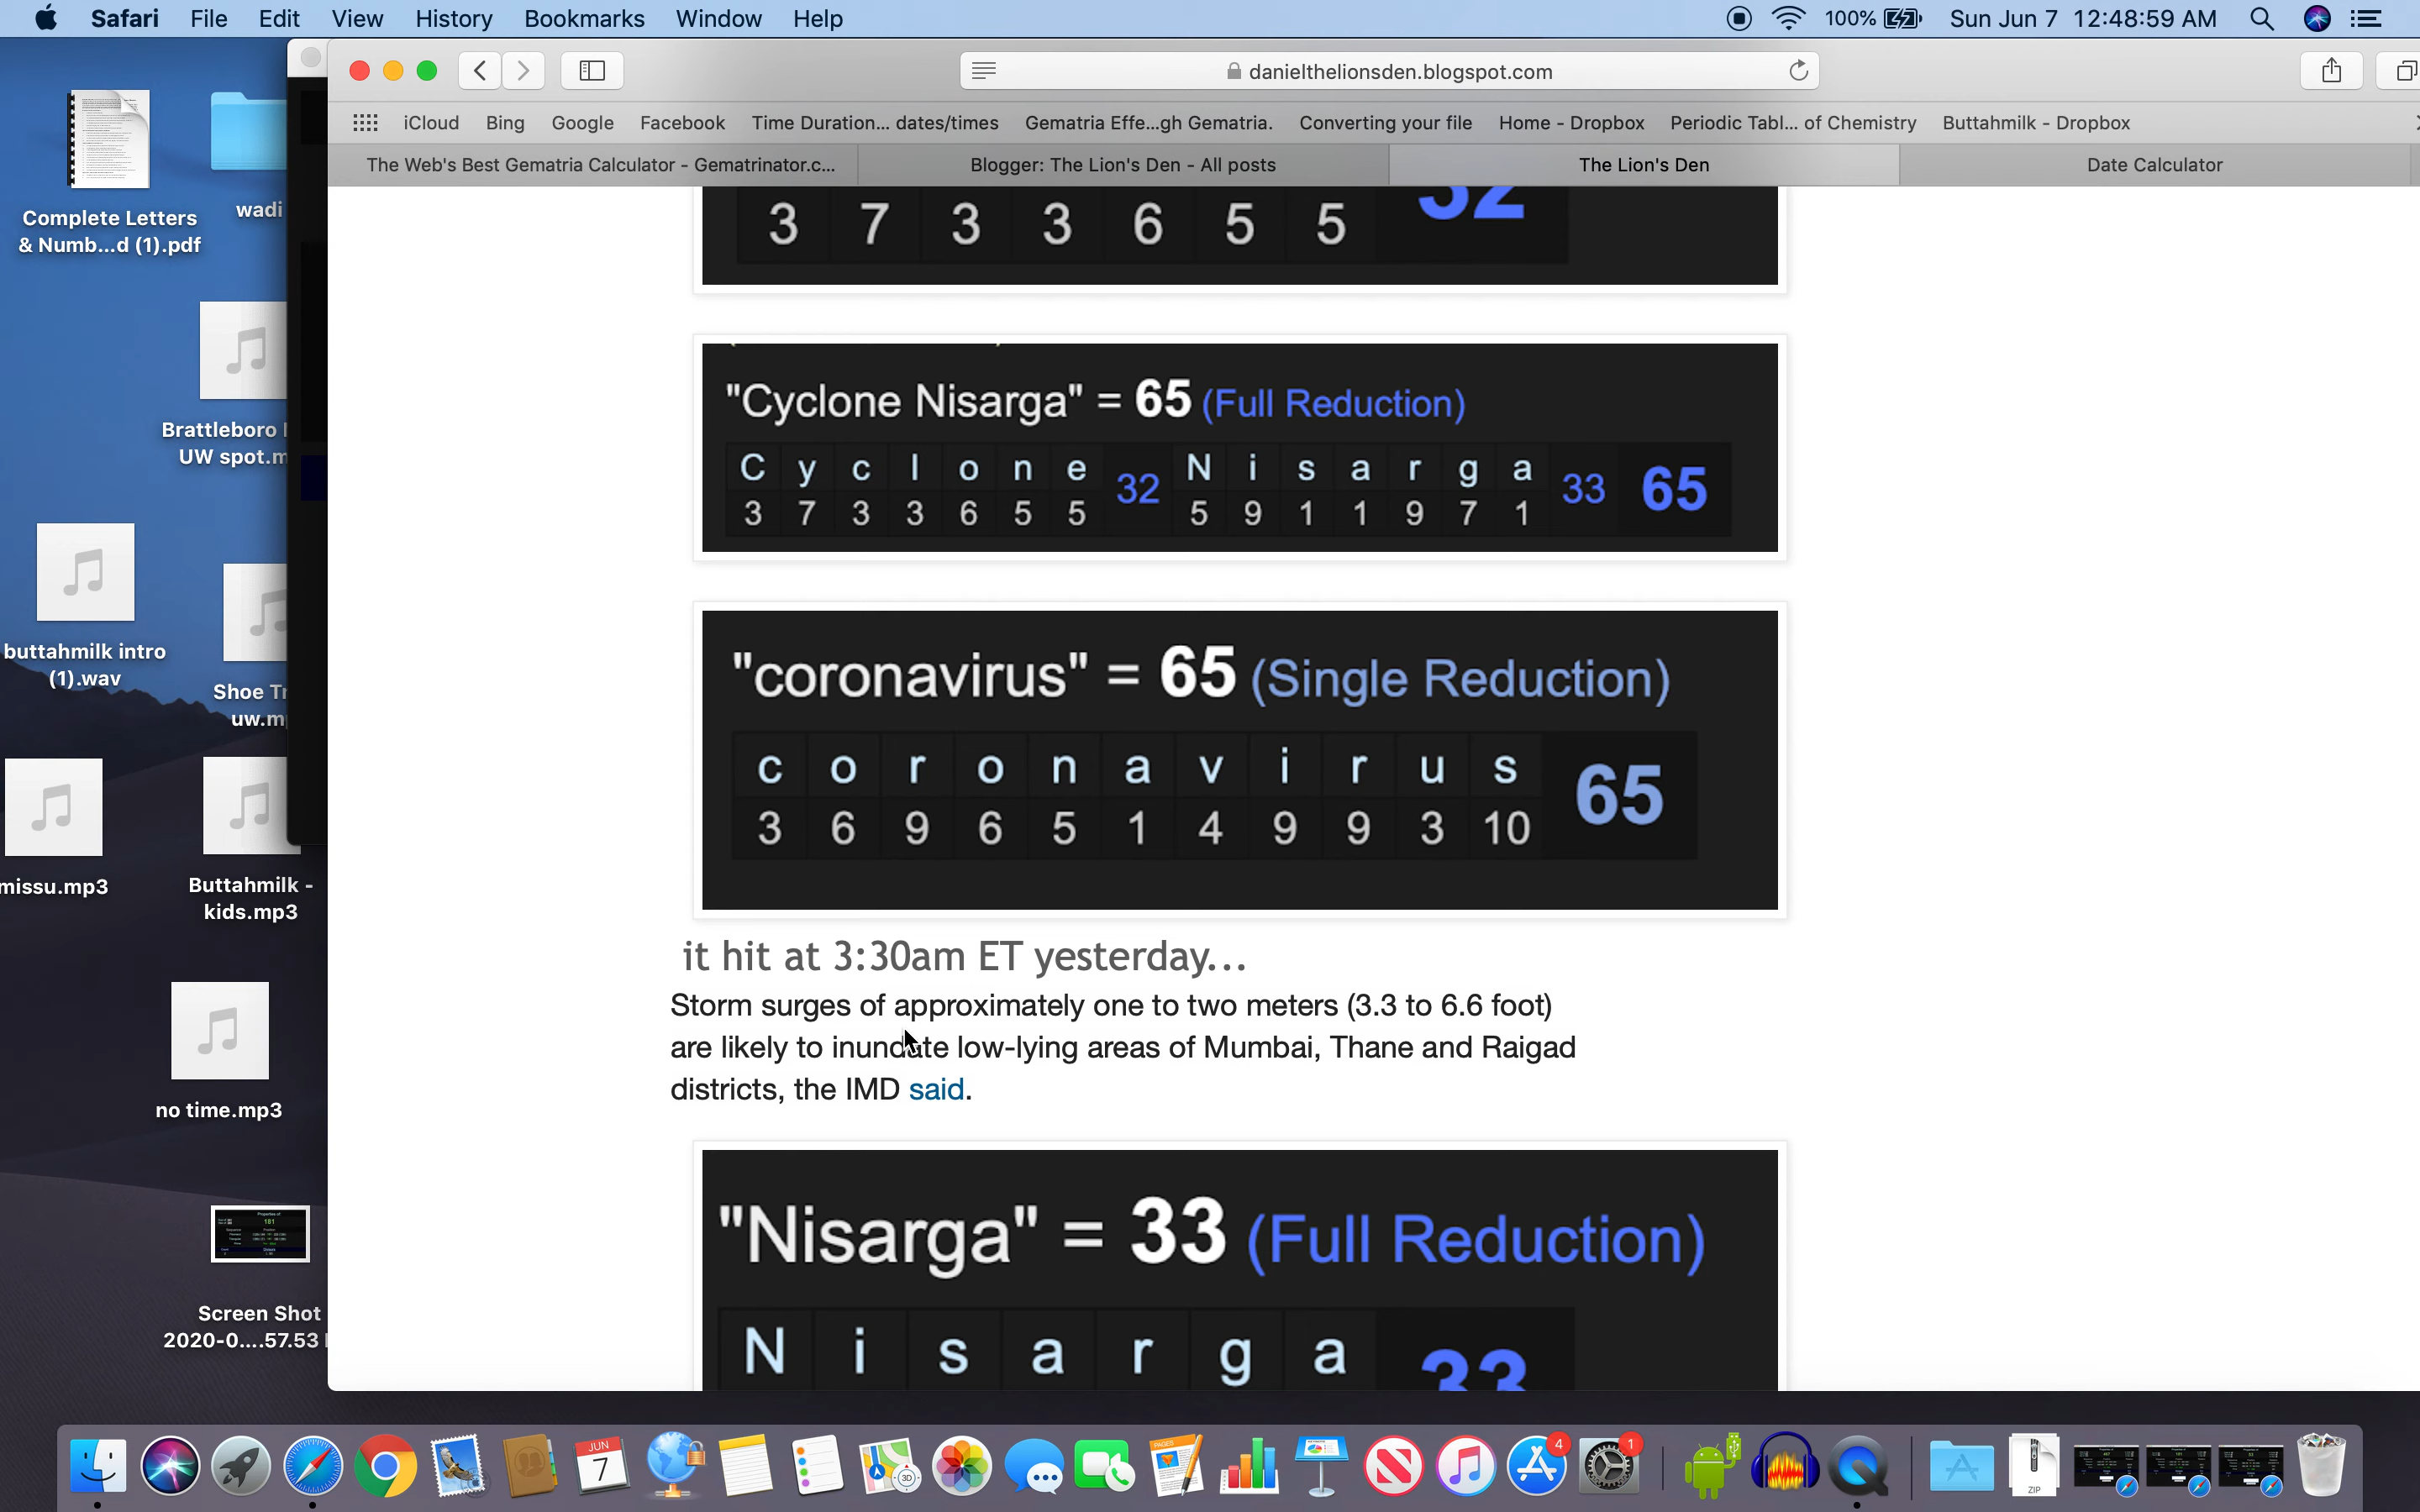 Safari File Edit View History Bookmarks Window Help 100% Sun Jun 7 12:48:59 AM
danielthelionsden.blogspot.com
iCloud Bing Google Facebook Time Duration... dates/times Gematria Effe...gh Gematria. Converting your file Home - Dropbox Periodic Tabl... of Chemistry Buttahmilk - Dropbox
The Web's Best Gematria Calculator - Gematrinator.c... Blogger: The Lion's Den - All posts The Lion's Den Date Calculator
Complete Letters
& Numb...d (1).pdf
wadi
Brattleboro
UW spot.m
buttahmilk intro
(1).wav
Shoe Tr
uw.m
missu.mp3
Buttahmilk -
kids.mp3
no time.mp3
Screen Shot
2020-0....57.53
3 7 3 3 6 5 5 32
"Cyclone Nisarga" = 65 (Full Reduction)
C y c l o n e 32 N i s a r g a 33 65
3 7 3 3 6 5 5 5 9 1 1 9 7 1
"coronavirus" = 65 (Single Reduction)
c o r o n a v i r u s 65
3 6 9 6 5 1 4 9 9 3 10
it hit at 3:30am ET yesterday...
Storm surges of approximately one to two meters (3.3 to 6.6 foot)
are likely to inundate low-lying areas of Mumbai, Thane and Raigad
districts, the IMD said.
"Nisarga" = 33 (Full Reduction)
N i s a r g a 33
JUN
7
PAGES
3D
4
1
ZIP